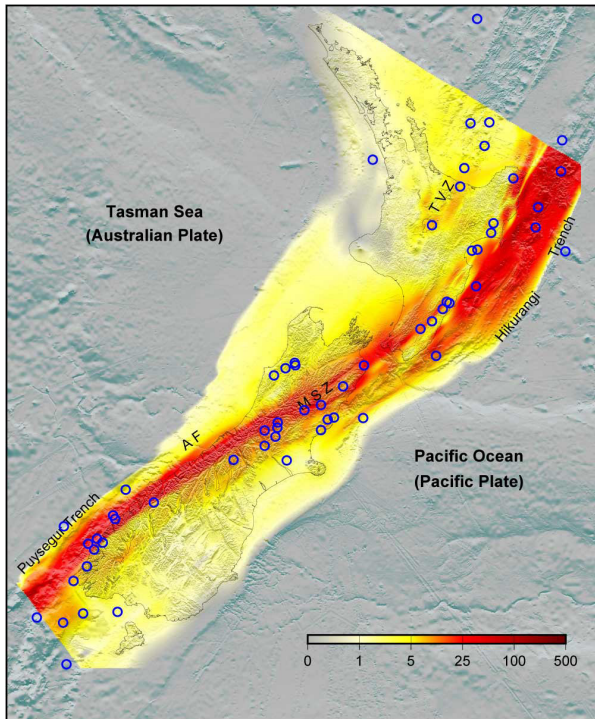 T V Z
Tasman Sea
(Australian Plate)
Trench
Hikurangi
M S Z
A F
Pacific Ocean
(Pacific Plate)
Puysegur Trench
0 1 5 25 100 500